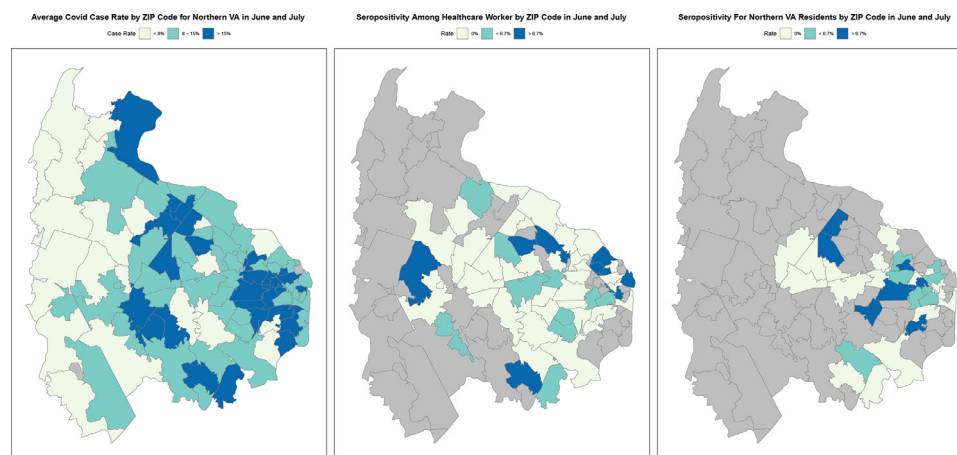 Average Covid Case Rate by ZIP Code for Northern VA in June and July
Case Rate < 8% 8 - 15% > 15%
Seropositivity Among Healthcare Worker by ZIP Code in June and July
Rate 0% < 6.7% > 6.7%
Seropositivity For Northern VA Residents by ZIP Code in June and July
Rate 0% < 6.7% > 6.7%